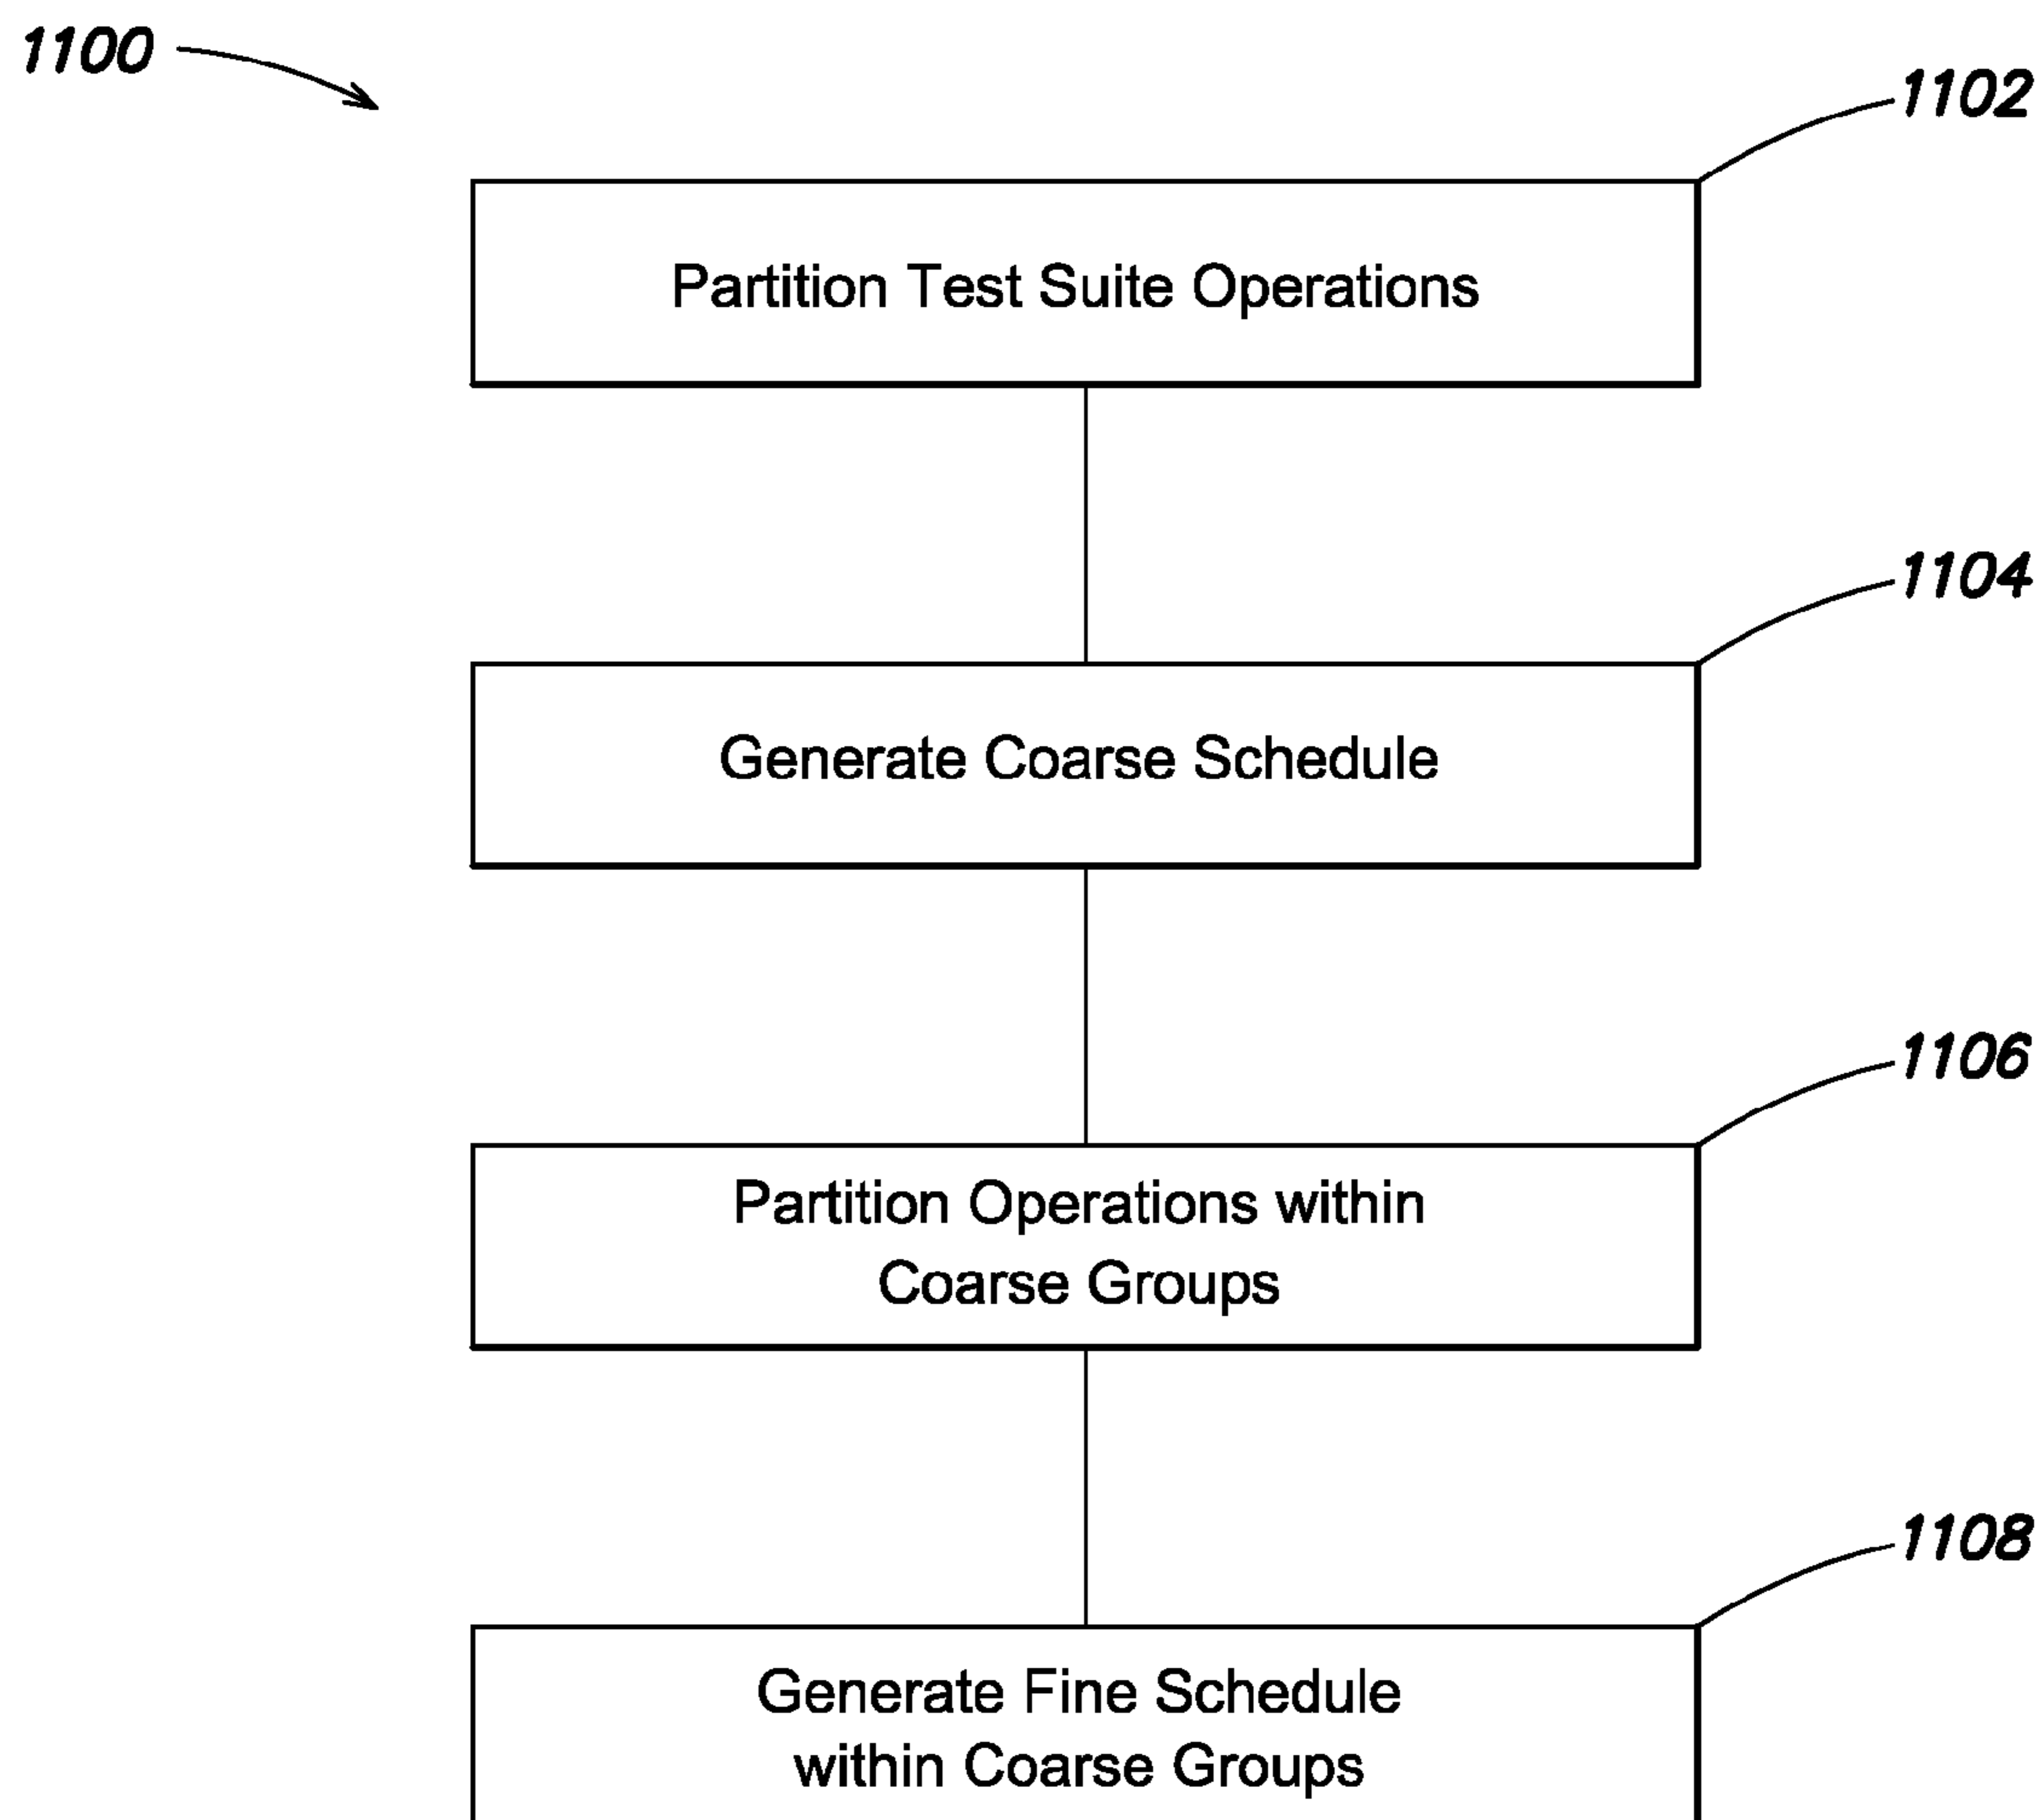 1100
1102
Partition Test Suite Operations
1104
Generate Coarse Schedule
1106
Partition Operations within
Coarse Groups
1108
Generate Fine Schedule
within Coarse Groups